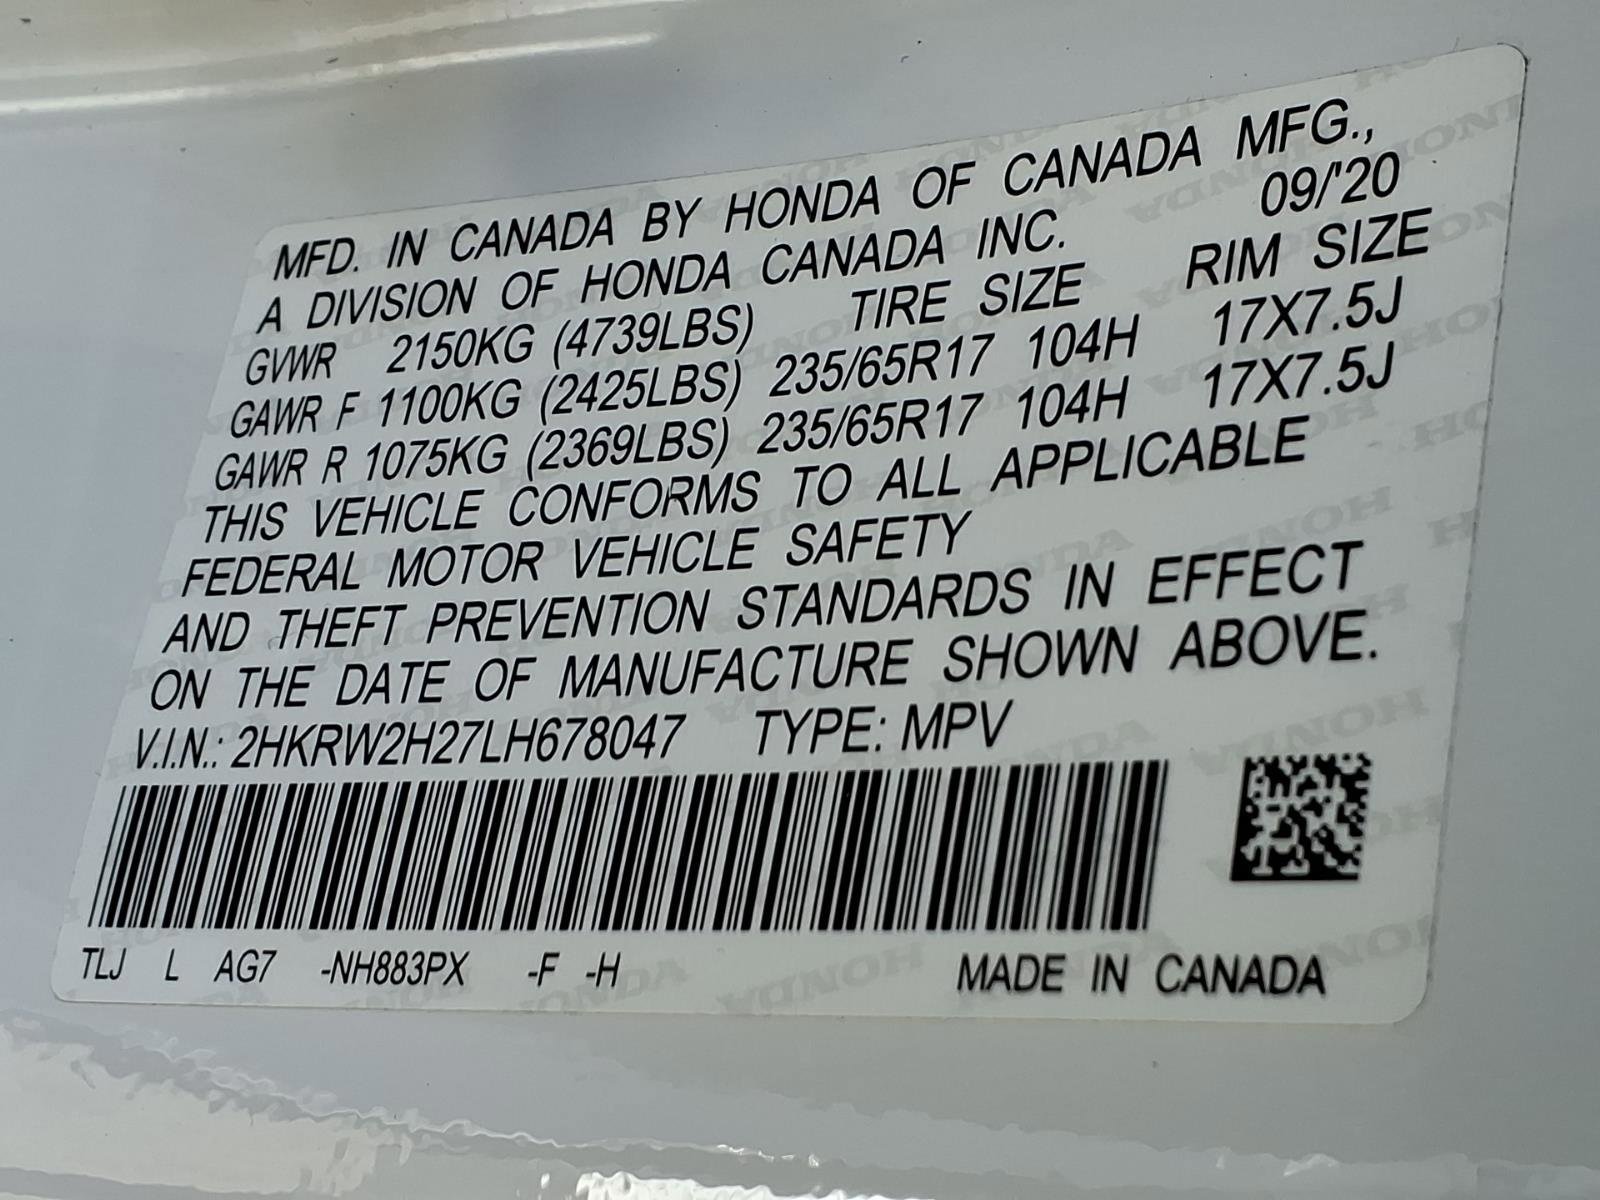 MFD. IN CANADA BY HONDA OF CANADA MFG.,
A DIVISION OF HONDA CANADA INC. 09/'20
GVWR 2150KG (4739LBS) TIRE SIZE RIM SIZE
GAWR F 1100KG (2425LBS) 235/65R17 104H 17X7.5J
GAWR R 1075KG (2369LBS) 235/65R17 104H 17X7.5J
THIS VEHICLE CONFORMS TO ALL APPLICABLE
FEDERAL MOTOR VEHICLE SAFETY
AND THEFT PREVENTION STANDARDS IN EFFECT
ON THE DATE OF MANUFACTURE SHOWN ABOVE.
V.I.N.: 2HKRW2H27LH678047 TYPE: MPV
TLJ L AG7 -NH883PX -F -H MADE IN CANADA